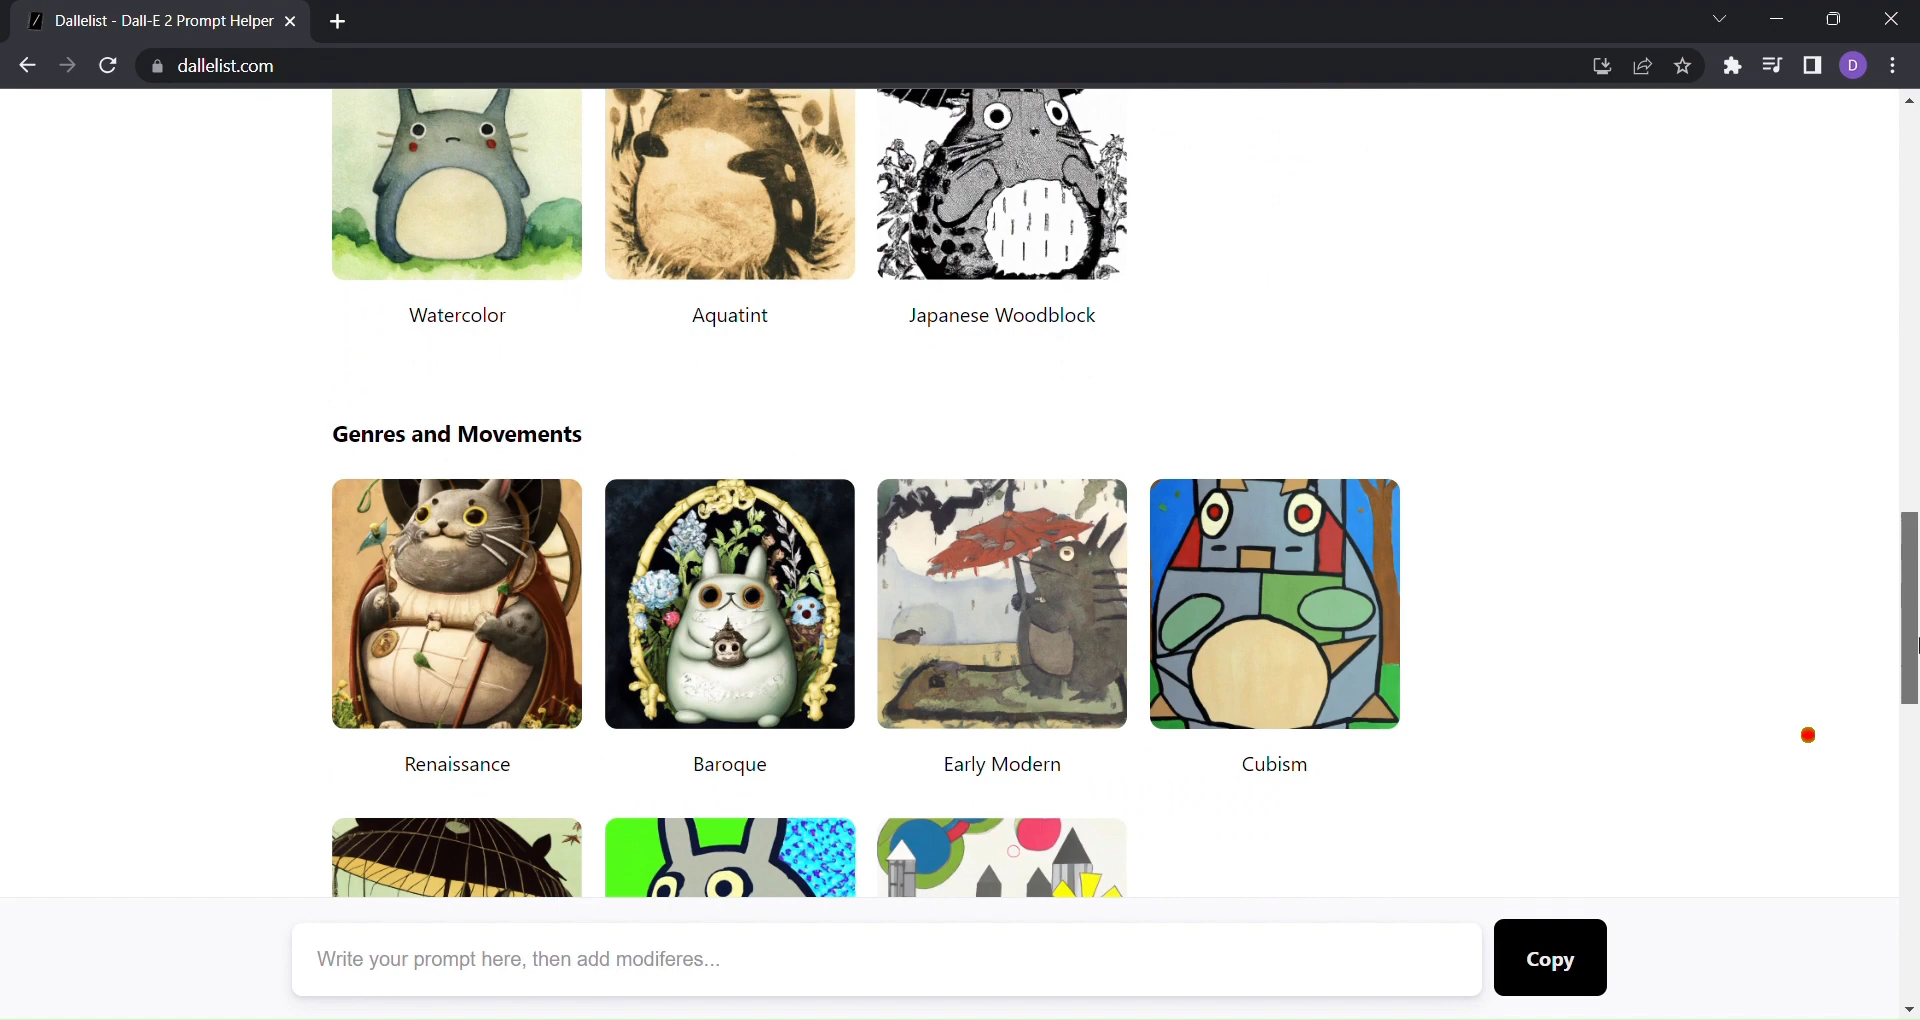 Dallelist - Dall-E 2 Prompt Helper
dallelist.com
D
Watercolor
Aquatint
Japanese Woodblock
Genres and Movements
Renaissance
Baroque
Early Modern
Cubism
Write your prompt here, then add modiferes...
Copy